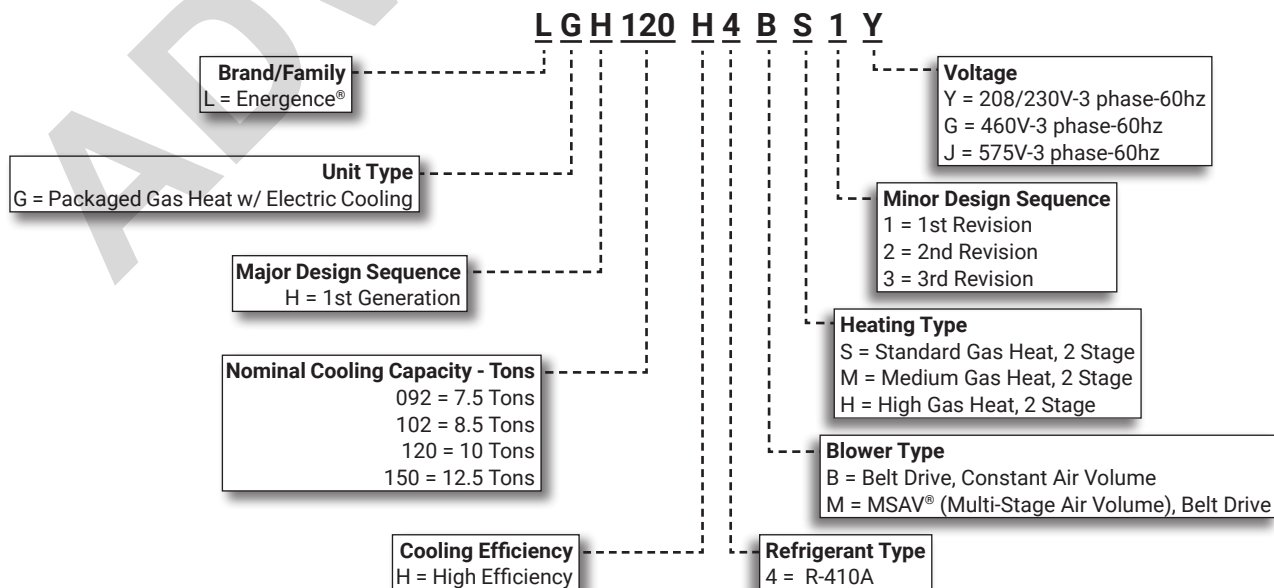 L G H 120 H 4 B S 1 Y
Brand/Family
L = Energence®
Unit Type
G = Packaged Gas Heat w/ Electric Cooling
Major Design Sequence
H = 1st Generation
Nominal Cooling Capacity - Tons
092 = 7.5 Tons
102 = 8.5 Tons
120 = 10 Tons
150 = 12.5 Tons
Cooling Efficiency
H = High Efficiency
Voltage
Y = 208/230V-3 phase-60hz
G = 460V-3 phase-60hz
J = 575V-3 phase-60hz
Minor Design Sequence
1 = 1st Revision
2 = 2nd Revision
3 = 3rd Revision
Heating Type
S = Standard Gas Heat, 2 Stage
M = Medium Gas Heat, 2 Stage
H = High Gas Heat, 2 Stage
Blower Type
B = Belt Drive, Constant Air Volume
M = MSAV® (Multi-Stage Air Volume), Belt Drive
Refrigerant Type
4 = R-410A